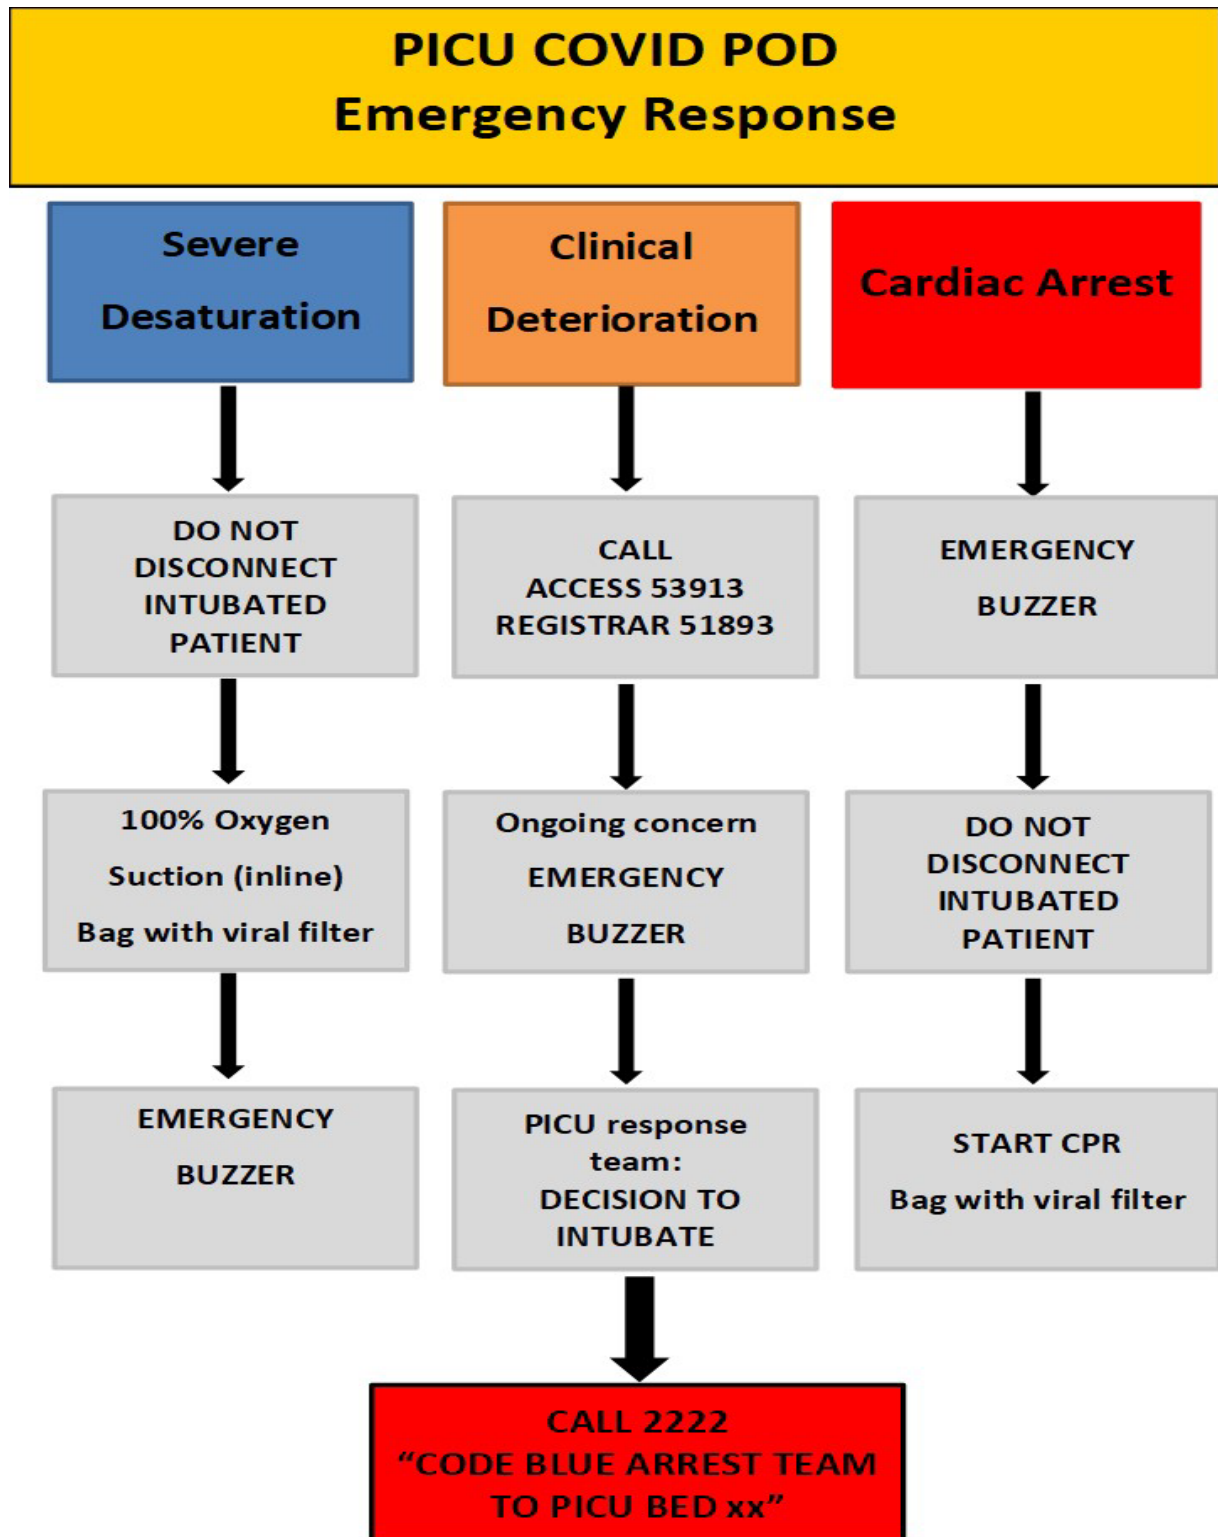 PICU COVID POD
Emergency Response
Severe
Desaturation
DO NOT
DISCONNECT
INTUBATED
PATIENT
100% Oxygen
Suction (inline)
Bag with viral filter
EMERGENCY
BUZZER
Clinical
Deterioration
CALL
ACCESS 53913
REGISTRAR 51893
Ongoing concern
EMERGENCY
BUZZER
PICU response
team:
DECISION TO
INTUBATE
Cardiac Arrest
EMERGENCY
BUZZER
DO NOT
DISCONNECT
INTUBATED
PATIENT
START CPR
Bag with viral filter
CALL 2222
“CODE BLUE ARREST TEAM
TO PICU BED xx”